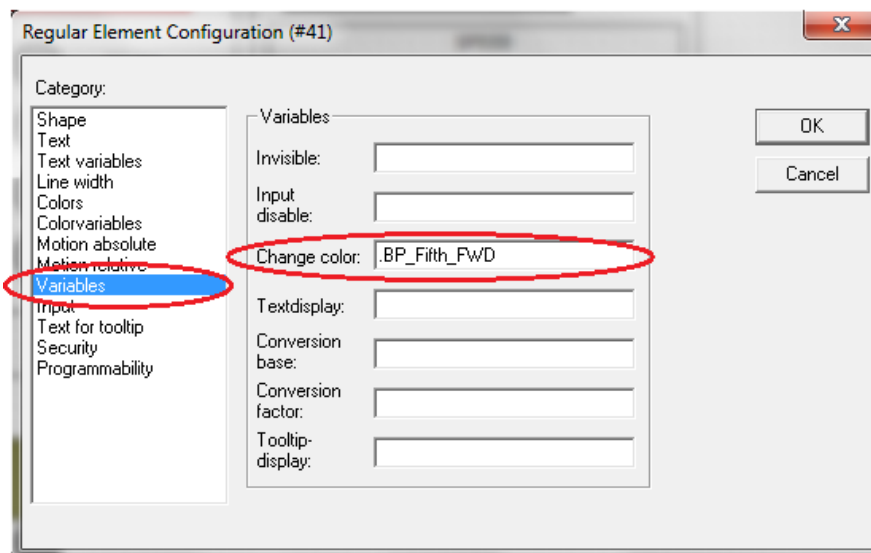 Regular Element Configuration (#41)
Category:
Shape
Text
Text variables
Line width
Colors
Colorvariables
Motion absolute
Motion relative
Variables
Input
Text for tooltip
Security
Programmability
Variables
Invisible:
Input
disable:
Change color: .BP_Fifth_FWD
Textdisplay:
Conversion
base:
Conversion
factor:
Tooltip-
display:
OK
Cancel